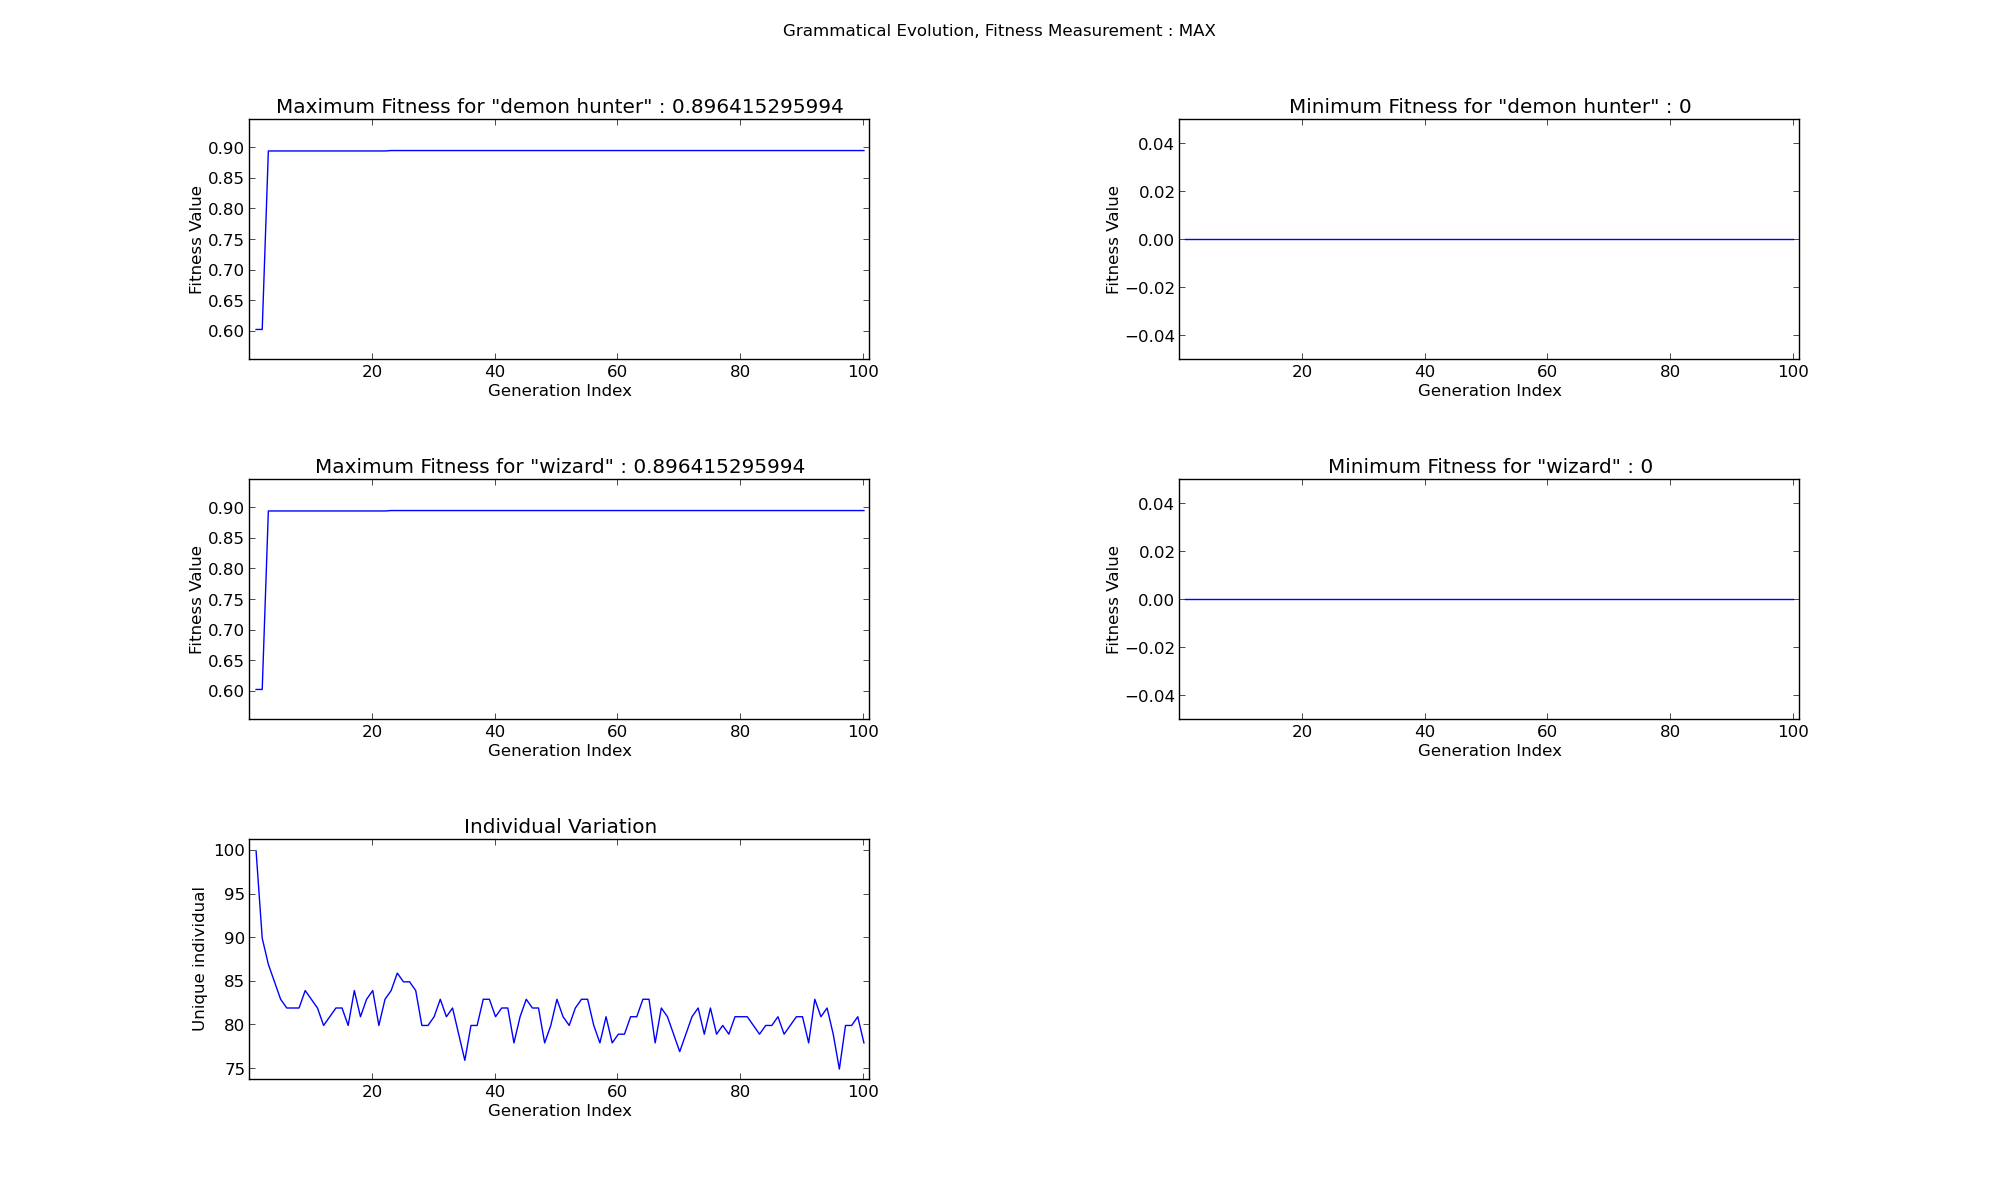 Grammatical Evolution, Fitness Measurement : MAX
Maximum Fitness for "demon hunter" : 0.896415295994
0.90
0.85
0.80
0.75
0.70
0.65
0.60
Fitness Value
20 40 60 80 100
Generation Index
Minimum Fitness for "demon hunter" : 0
0.04
0.02
0.00
−0.02
−0.04
Fitness Value
20 40 60 80 100
Generation Index
Maximum Fitness for "wizard" : 0.896415295994
0.90
0.85
0.80
0.75
0.70
0.65
0.60
Fitness Value
20 40 60 80 100
Generation Index
Minimum Fitness for "wizard" : 0
0.04
0.02
0.00
−0.02
−0.04
Fitness Value
20 40 60 80 100
Generation Index
Individual Variation
100
95
90
85
80
75
Unique individual
20 40 60 80 100
Generation Index